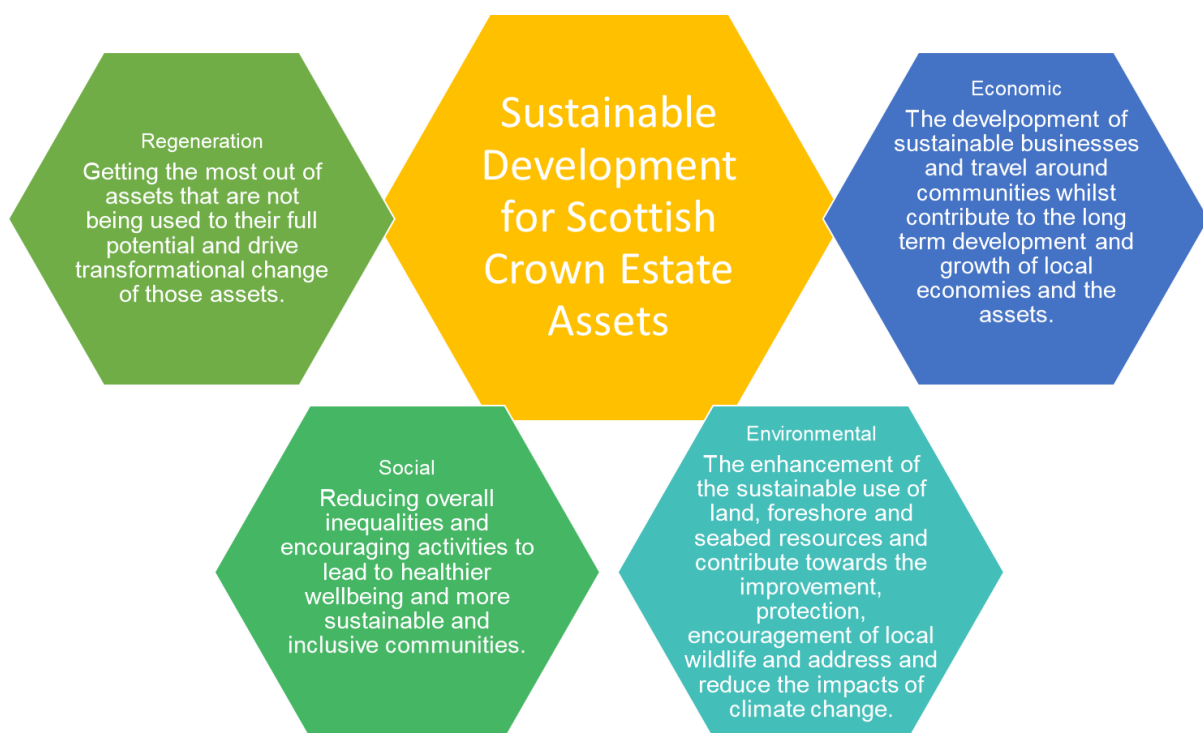 Sustainable
Development
for Scottish
Crown Estate
Assets
Regeneration
Getting the most out of
assets that are not
being used to their full
potential and drive
transformational change
of those assets.
Economic
The develpopment of
sustainable businesses
and travel around
communities whilst
contribute to the long
term development and
growth of local
economies and the
assets.
Social
Reducing overall
inequalities and
encouraging activities to
lead to healthier
wellbeing and more
sustainable and
inclusive communities.
Environmental
The enhancement of
the sustainable use of
land, foreshore and
seabed resources and
contribute towards the
improvement,
protection,
encouragement of local
wildlife and address and
reduce the impacts of
climate change.